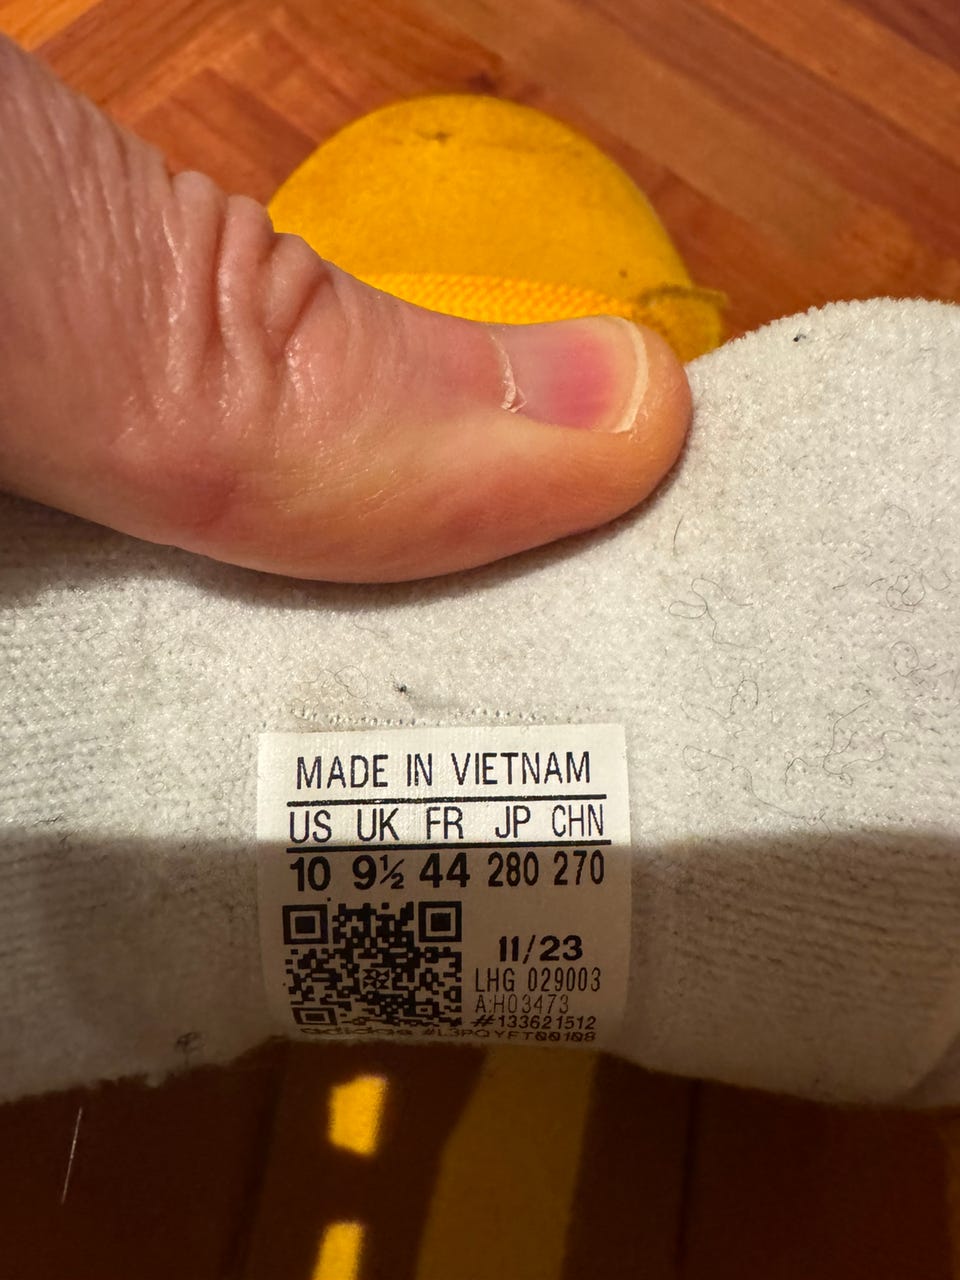 MADE IN VIETNAM
US UK FR JP CHN
10 9½ 44 280 270
11/23
LHG 029003
A:H03473
#133621512
adidas